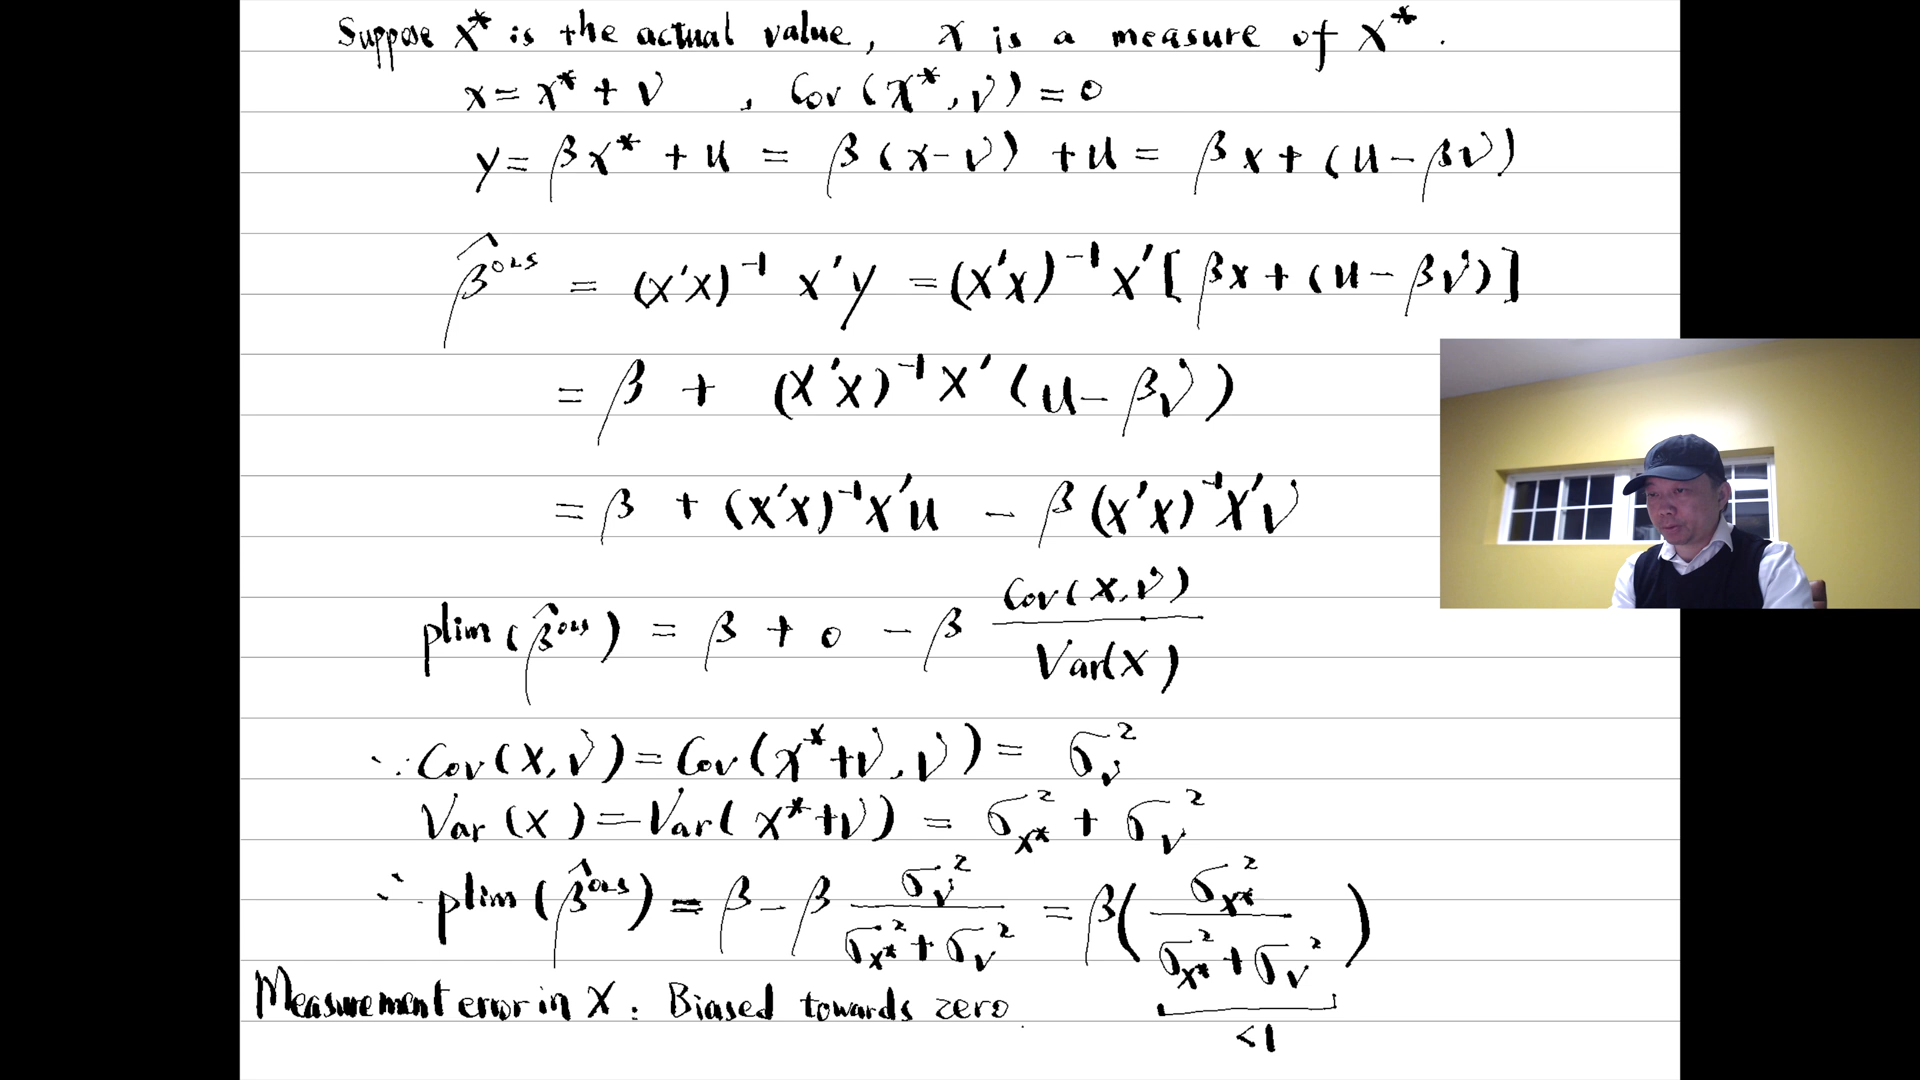 Suppose x* is the actual value, x is a measure of x*.
x = x* + v , Cov(x*, v) = 0
y = βx* + u = β(x-v) + u = βx + (u - βv)
β̂^OLS = (x'x)^-1 x'y = (x'x)^-1 x'[βx + (u - βv)]
= β + (x'x)^-1 x'(u - βv)
= β + (x'x)^-1 x'u - β(x'x)^-1 x'v
plim(β̂^OLS) = β + 0 - β Cov(x,v)/Var(x)
∵ Cov(x,v) = Cov(x*+v, v) = σ_v^2
Var(x) = Var(x*+v) = σ_x*^2 + σ_v^2
∴ plim(β̂^OLS) = β - β σ_v^2/(σ_x*^2 + σ_v^2) = β(σ_x*^2/(σ_x*^2 + σ_v^2))
Measurement error in X : Biased towards zero.
<1